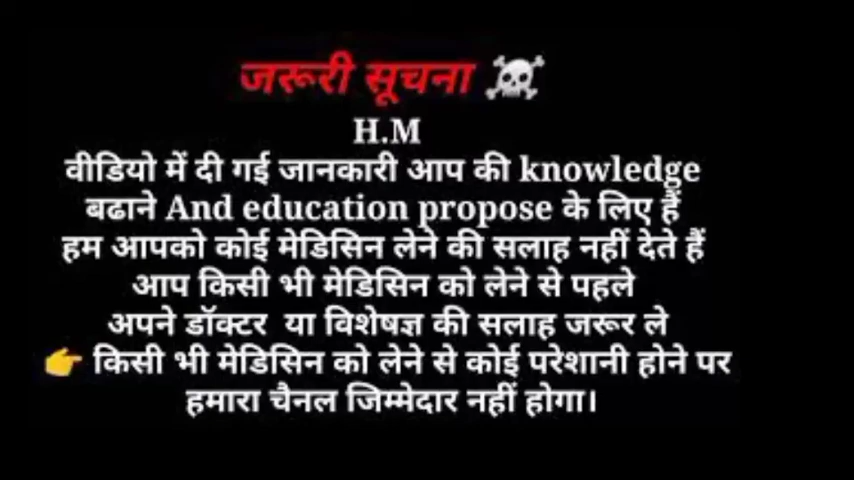 जरूरी सूचना ☠
H.M
वीडियो में दी गई जानकारी आप की knowledge
बढाने And education propose के लिए हैं
हम आपको कोई मेडिसिन लेने की सलाह नहीं देते हैं
आप किसी भी मेडिसिन को लेने से पहले
अपने डॉक्टर या विशेषज्ञ की सलाह जरूर ले
👉 किसी भी मेडिसिन को लेने से कोई परेशानी होने पर
हमारा चैनल जिम्मेदार नहीं होगा।